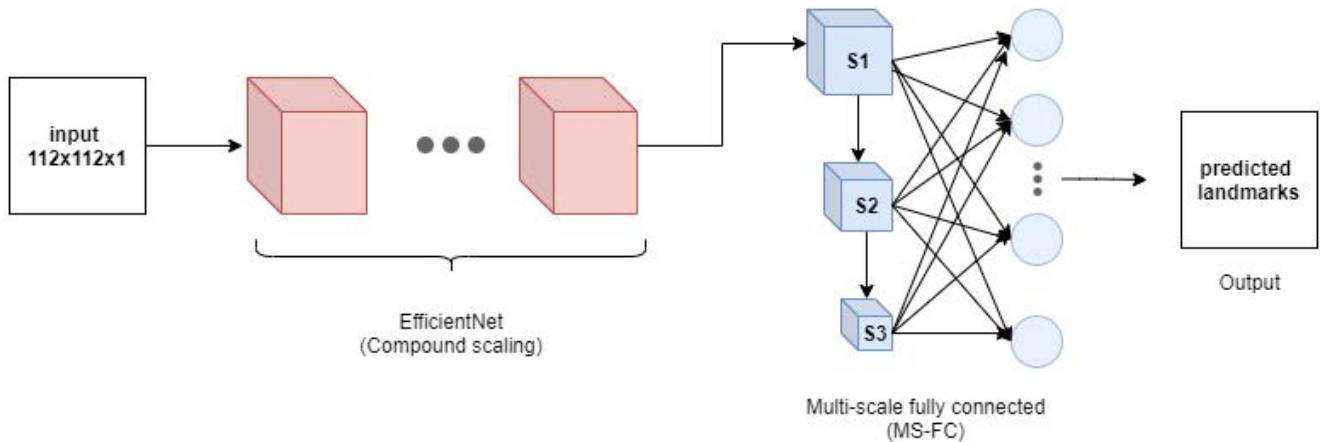 input
112x112x1
EfficientNet
(Compound scaling)
S1
S2
S3
Multi-scale fully connected
(MS-FC)
predicted
landmarks
Output